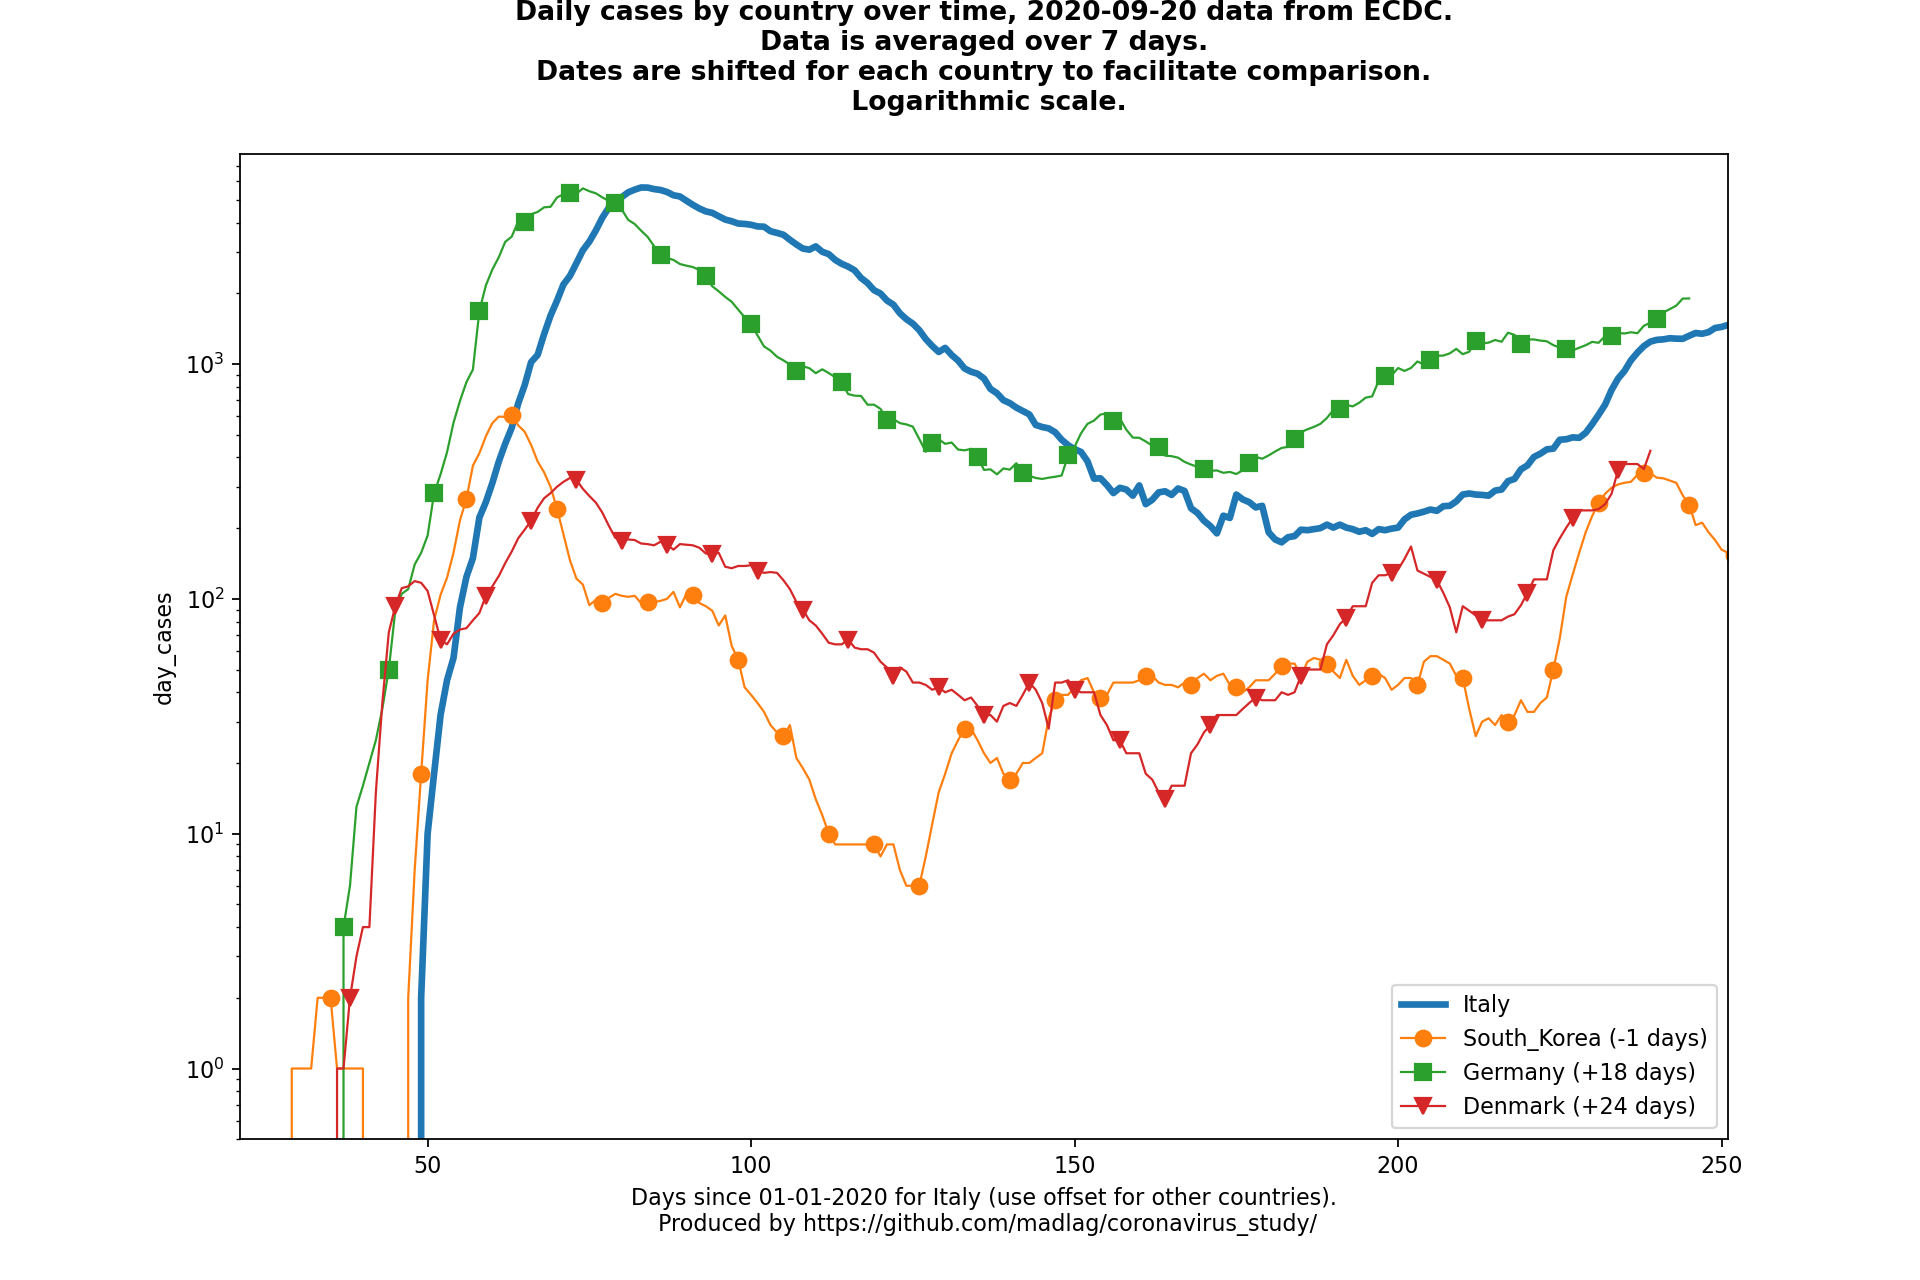 Daily cases by country over time, 2020-09-20 data from ECDC.
Data is averaged over 7 days.
Dates are shifted for each country to facilitate comparison.
Logarithmic scale.
day_cases
10³
10²
10¹
10⁰
Italy
South_Korea (-1 days)
Germany (+18 days)
Denmark (+24 days)
50 100 150 200 250
Days since 01-01-2020 for Italy (use offset for other countries).
Produced by https://github.com/madlag/coronavirus_study/